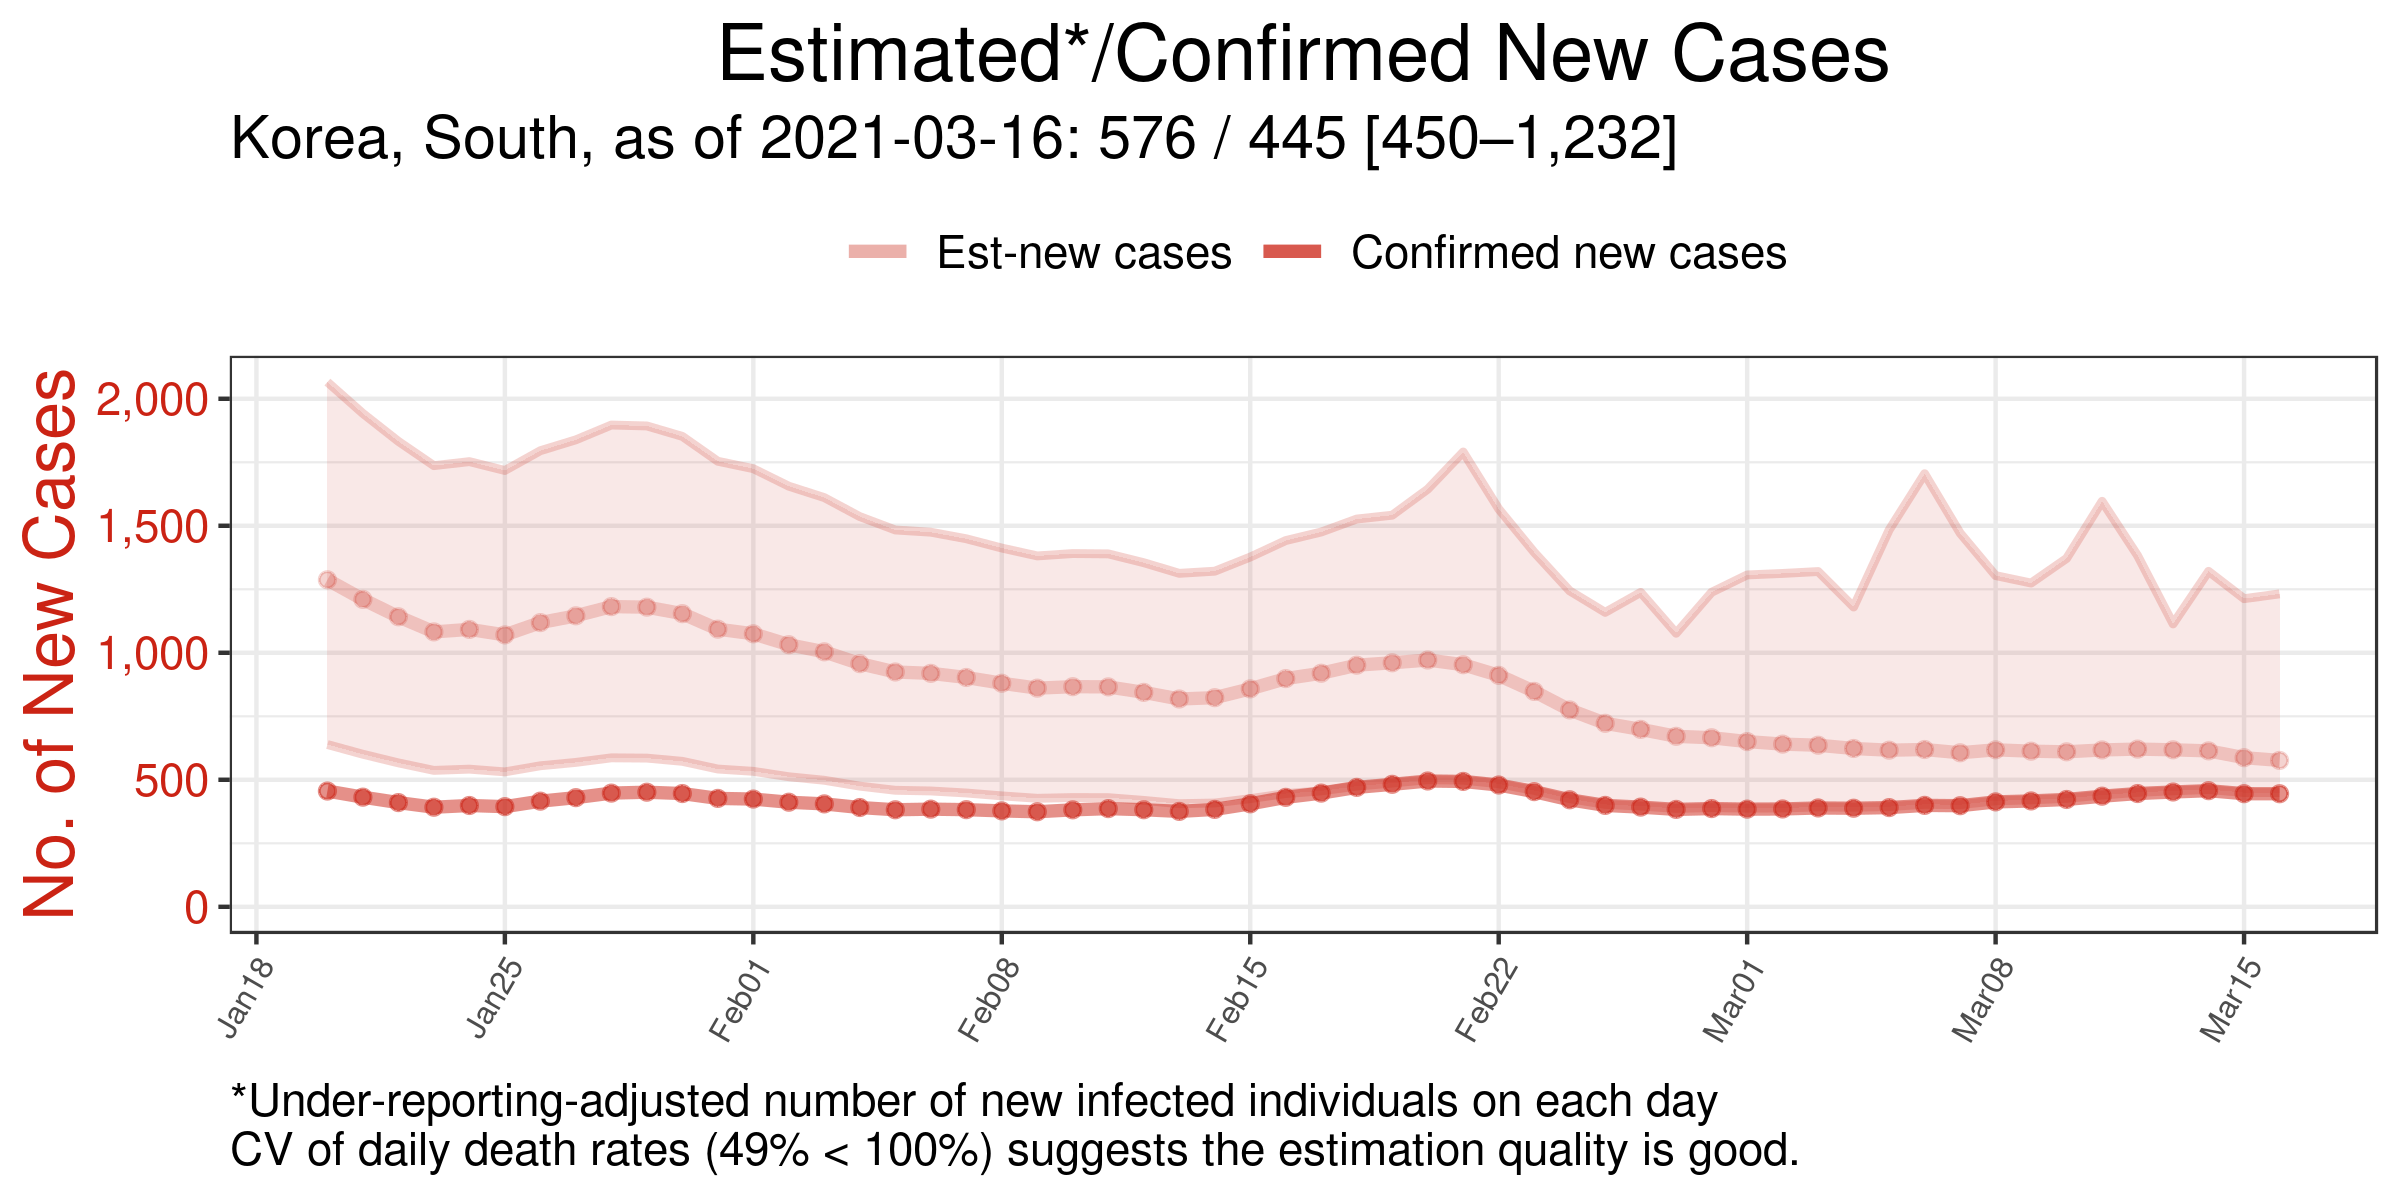 Estimated*/Confirmed New Cases
Korea, South, as of 2021-03-16: 576 / 445 [450–1,232]
Est-new cases
Confirmed new cases
No. of New Cases
2,000
1,500
1,000
500
0
Jan18
Jan25
Feb01
Feb08
Feb15
Feb22
Mar01
Mar08
Mar15
*Under-reporting-adjusted number of new infected individuals on each day
CV of daily death rates (49% < 100%) suggests the estimation quality is good.